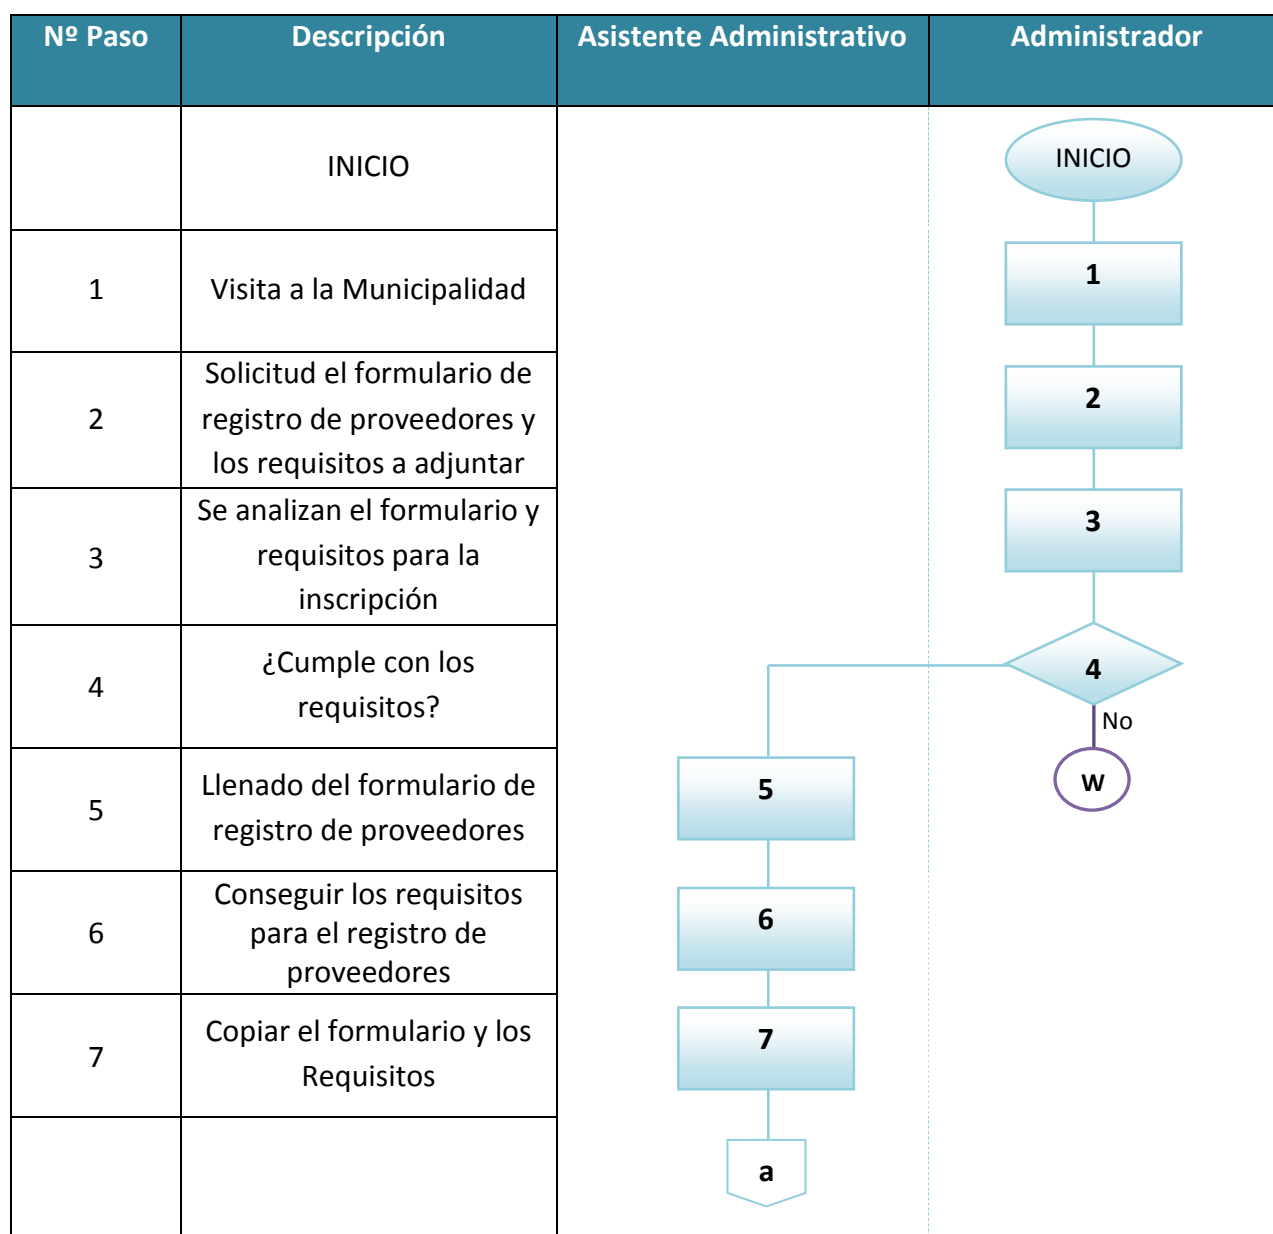 Nº Paso
Descripción
Asistente Administrativo
Administrador
INICIO
INICIO
1
Visita a la Municipalidad
1
2
Solicitud el formulario de
registro de proveedores y
los requisitos a adjuntar
2
3
Se analizan el formulario y
requisitos para la
inscripción
3
4
¿Cumple con los
requisitos?
4
No
W
5
Llenado del formulario de
registro de proveedores
5
6
Conseguir los requisitos
para el registro de
proveedores
6
7
Copiar el formulario y los
Requisitos
7
a